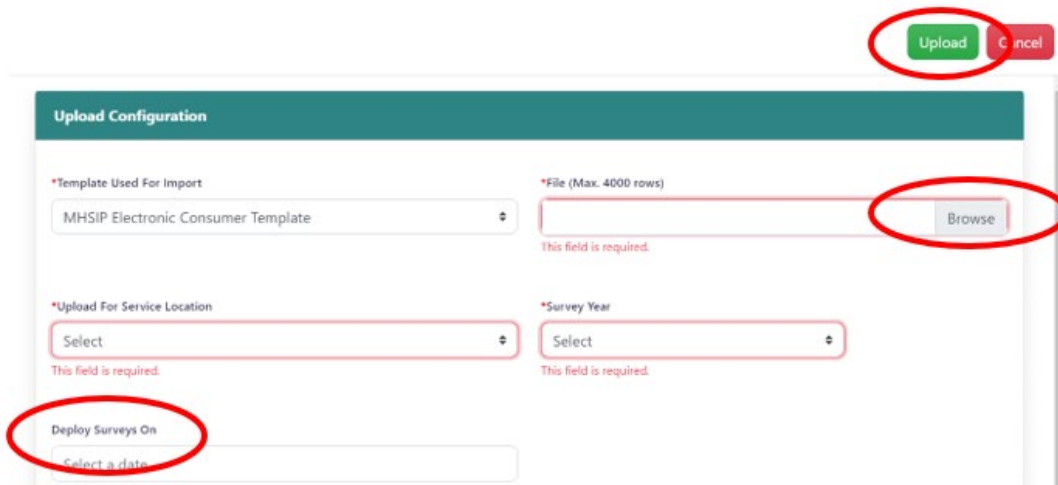 Upload Cancel
Upload Configuration
*Template Used For Import
*File (Max. 4000 rows)
MHSIP Electronic Consumer Template
Browse
This field is required.
*Upload For Service Location
*Survey Year
Select
Select
This field is required.
This field is required.
Deploy Surveys On
Select a date